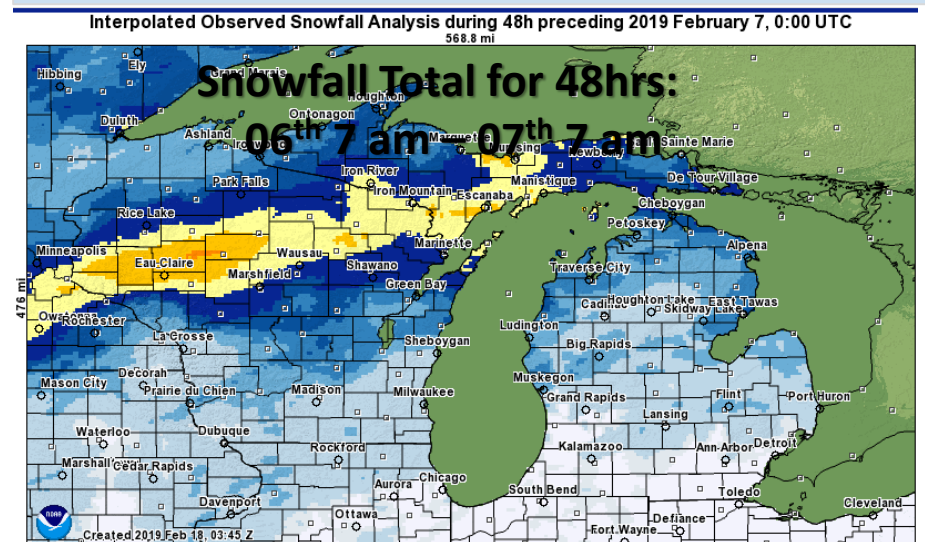 Interpolated Observed Snowfall Analysis during 48h preceding 2019 February 7, 0:00 UTC
568.8 mi
476 mi
Snowfall Total for 48hrs:
06th 7 am – 07th 7 am
Ely
Hibbing
Grand Marais
Houghton
Duluth
Ontonagon
Ashland
Ironwood
Marquette
Munising
Newberry
Sault Sainte Marie
Park Falls
Iron River
Iron Mountain
Escanaba
Manistique
De Tour Village
Cheboygan
Rice Lake
Petoskey
Minneapolis
Eau Claire
Wausau
Marinette
Alpena
Marshfield
Shawano
Traverse City
Green Bay
Owatonna
Rochester
Cadillac
Houghton Lake
Skidway Lake
East Tawas
La Crosse
Sheboygan
Ludington
Big Rapids
Mason City
Decorah
Prairie du Chien
Madison
Milwaukee
Muskegon
Grand Rapids
Flint
Port Huron
Lansing
Waterloo
Dubuque
Rockford
Kalamazoo
Ann Arbor
Detroit
Marshalltown
Cedar Rapids
Aurora
Chicago
South Bend
Toledo
Cleveland
Davenport
Ottawa
Fort Wayne
Defiance
NOAA
Created 2019 Feb 18, 03:45 Z